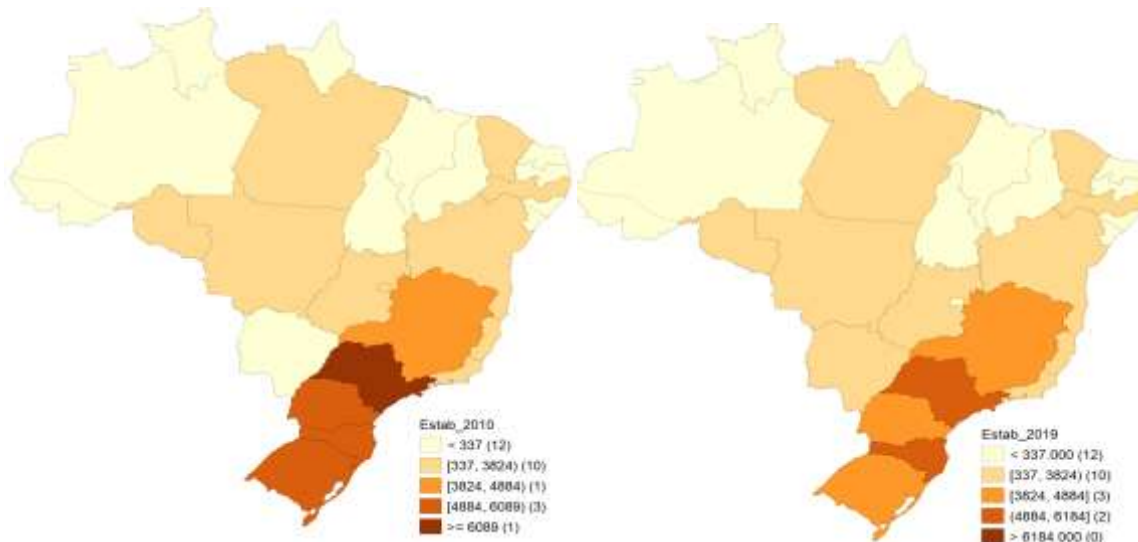 Estab_2010
< 337 (12)
[337, 3824) (10)
[3824, 4884) (1)
[4884, 6089) (3)
>= 6089 (1)
Estab_2019
< 337.000 (12)
[337, 3824) (10)
[3824, 4884] (3)
(4884, 6184] (2)
> 6184.000 (0)